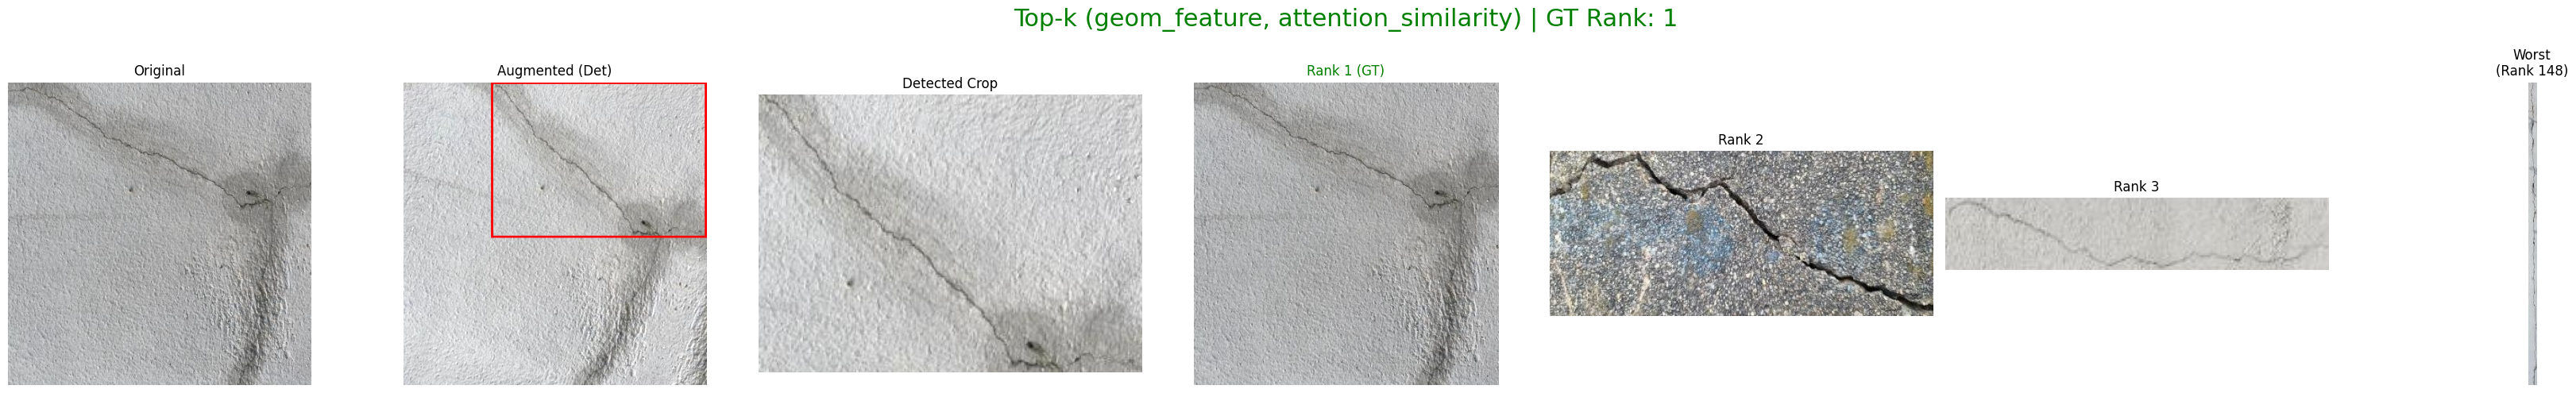 Top-k (geom_feature, attention_similarity) | GT Rank: 1
Original
Augmented (Det)
Detected Crop
Rank 1 (GT)
Rank 2
Rank 3
Worst
(Rank 148)